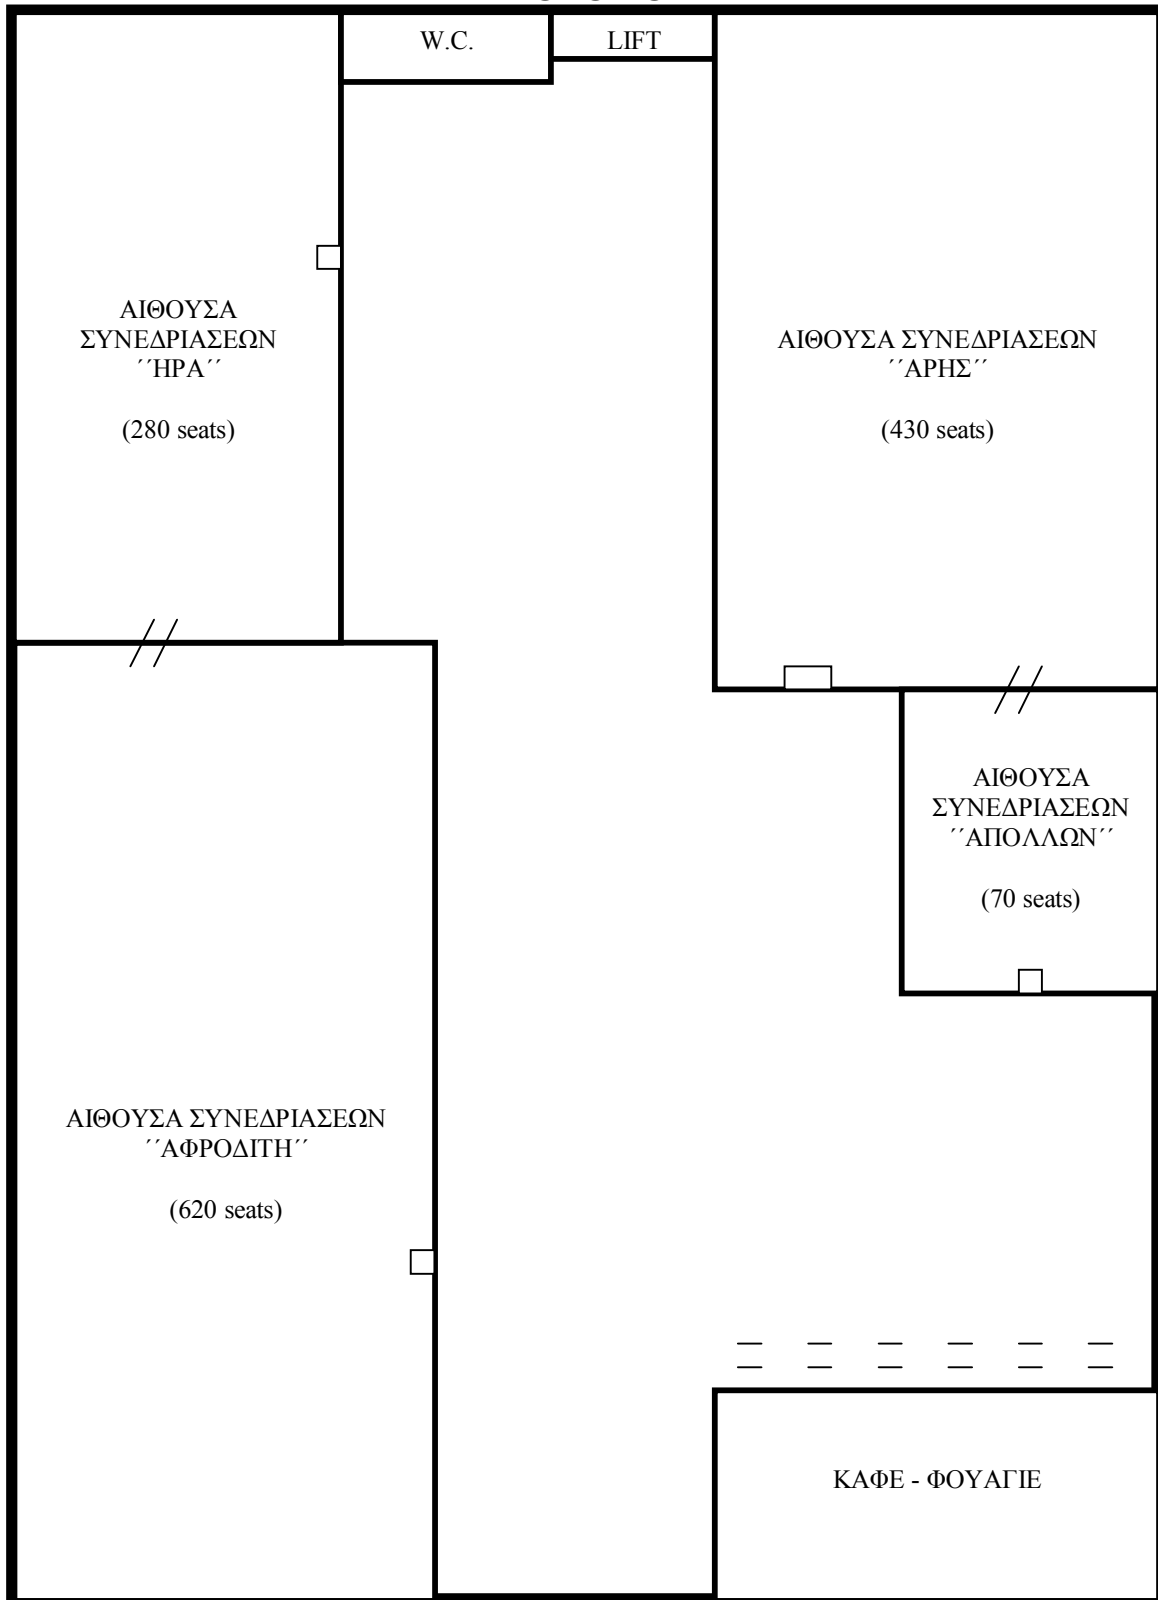 W.C.
LIFT
ΑΙΘΟΥΣΑ
ΣΥΝΕΔΡΙΑΣΕΩΝ
´´ΗΡΑ´´
(280 seats)
ΑΙΘΟΥΣΑ ΣΥΝΕΔΡΙΑΣΕΩΝ
´´ΑΡΗΣ´´
(430 seats)
ΑΙΘΟΥΣΑ
ΣΥΝΕΔΡΙΑΣΕΩΝ
´´ΑΠΟΛΛΩΝ´´
(70 seats)
ΑΙΘΟΥΣΑ ΣΥΝΕΔΡΙΑΣΕΩΝ
´´ΑΦΡΟΔΙΤΗ´´
(620 seats)
ΚΑΦΕ - ΦΟΥΑΓΙΕ